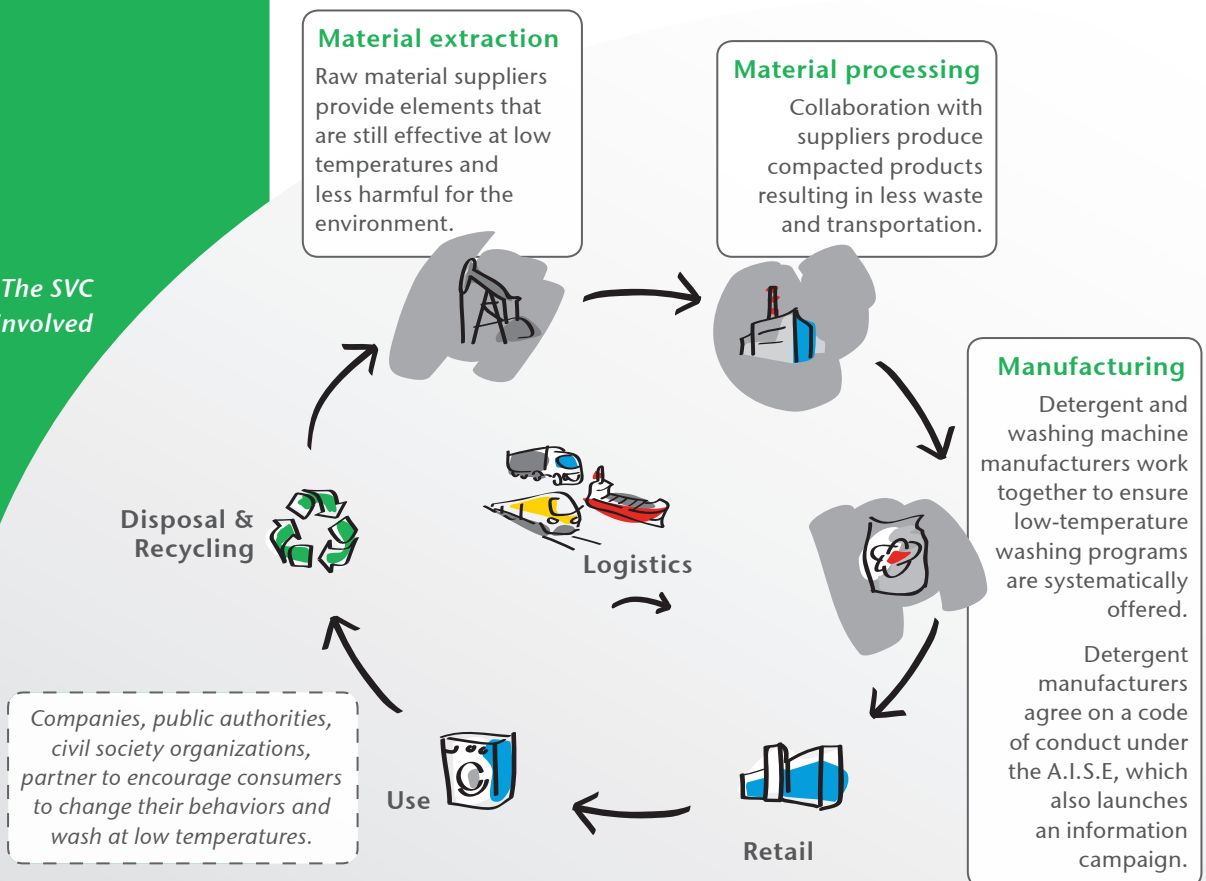 Material extraction
Raw material suppliers
provide elements that
are still effective at low
temperatures and
less harmful for the
environment.
Material processing
Collaboration with
suppliers produce
compacted products
resulting in less waste
and transportation.
The SVC
nvolved
Manufacturing
Detergent and
washing machine
manufacturers work
together to ensure
low-temperature
washing programs
are systematically
offered.
Detergent
manufacturers
agree on a code
of conduct under
the A.I.S.E, which
also launches
an information
campaign.
Disposal &
Recycling
Logistics
Companies, public authorities,
civil society organizations,
partner to encourage consumers
to change their behaviors and
wash at low temperatures.
Use
Retail